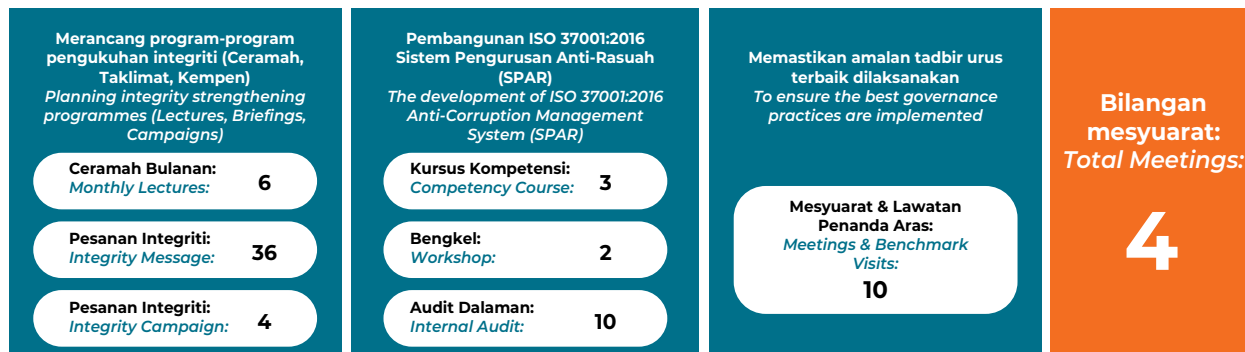 Merancang program-program
pengukuhan integriti (Ceramah,
Taklimat, Kempen)
Planning integrity strengthening
programmes (Lectures, Briefings,
Campaigns)
Ceramah Bulanan:
Monthly Lectures:
6
Pesanan Integriti:
Integrity Message:
36
Pesanan Integriti:
Integrity Campaign:
4
Pembangunan ISO 37001:2016
Sistem Pengurusan Anti-Rasuah
(SPAR)
The development of ISO 37001:2016
Anti-Corruption Management
System (SPAR)
Kursus Kompetensi:
Competency Course:
3
Bengkel:
Workshop:
2
Audit Dalaman:
Internal Audit:
10
Memastikan amalan tadbir urus
terbaik dilaksanakan
To ensure the best governance
practices are implemented
Mesyuarat & Lawatan
Penanda Aras:
Meetings & Benchmark
Visits:
10
Bilangan
mesyuarat:
Total Meetings:
4